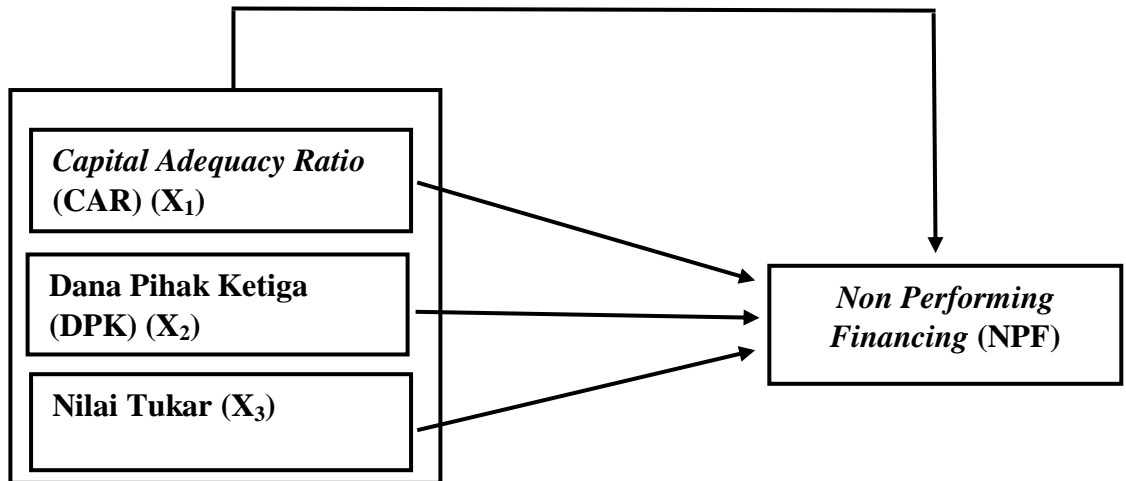 Capital Adequacy Ratio
(CAR) (X₁)
Dana Pihak Ketiga
(DPK) (X₂)
Nilai Tukar (X₃)
Non Performing
Financing (NPF)